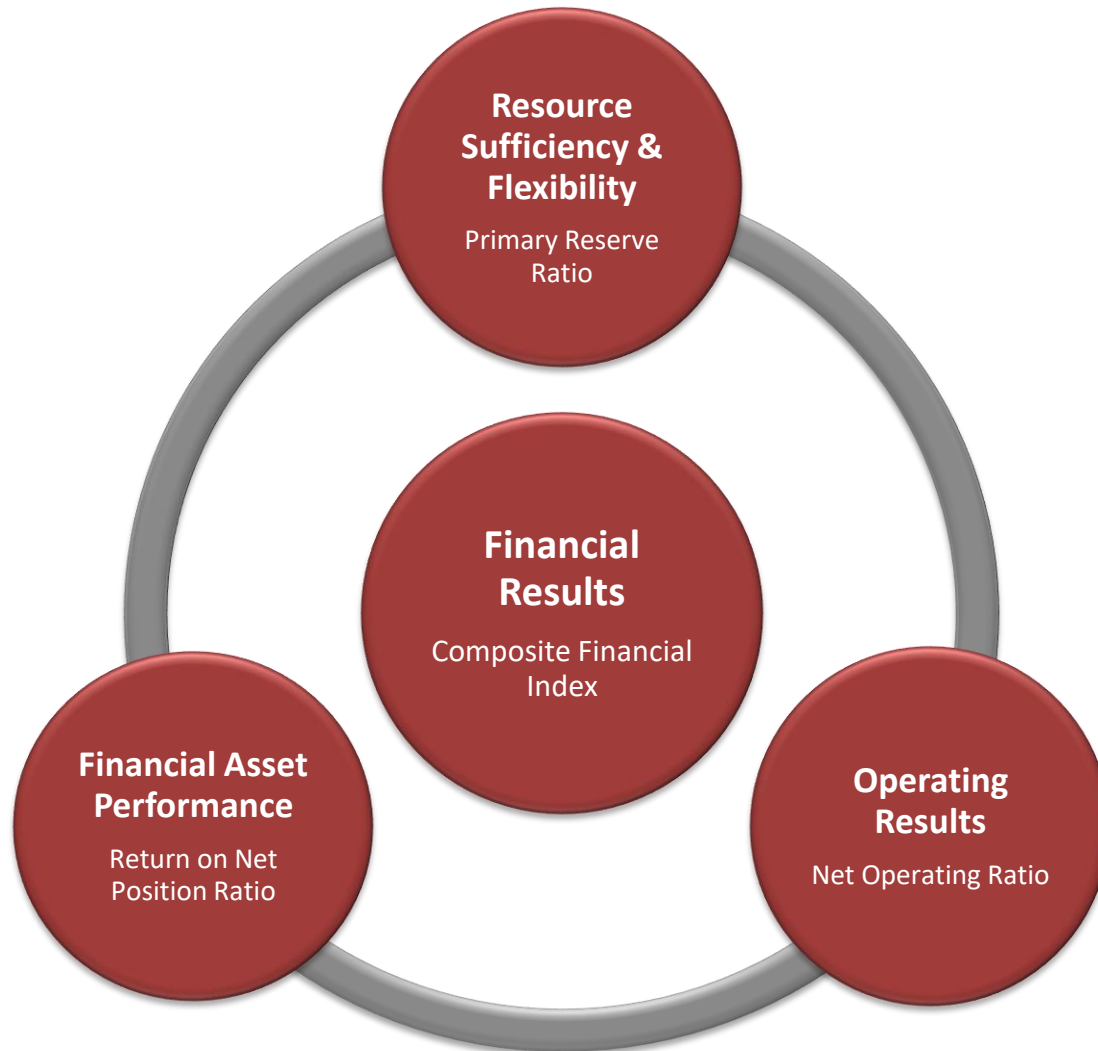 Resource
Sufficiency &
Flexibility
Primary Reserve
Ratio
Financial
Results
Composite Financial
Index
Financial Asset
Performance
Return on Net
Position Ratio
Operating
Results
Net Operating Ratio